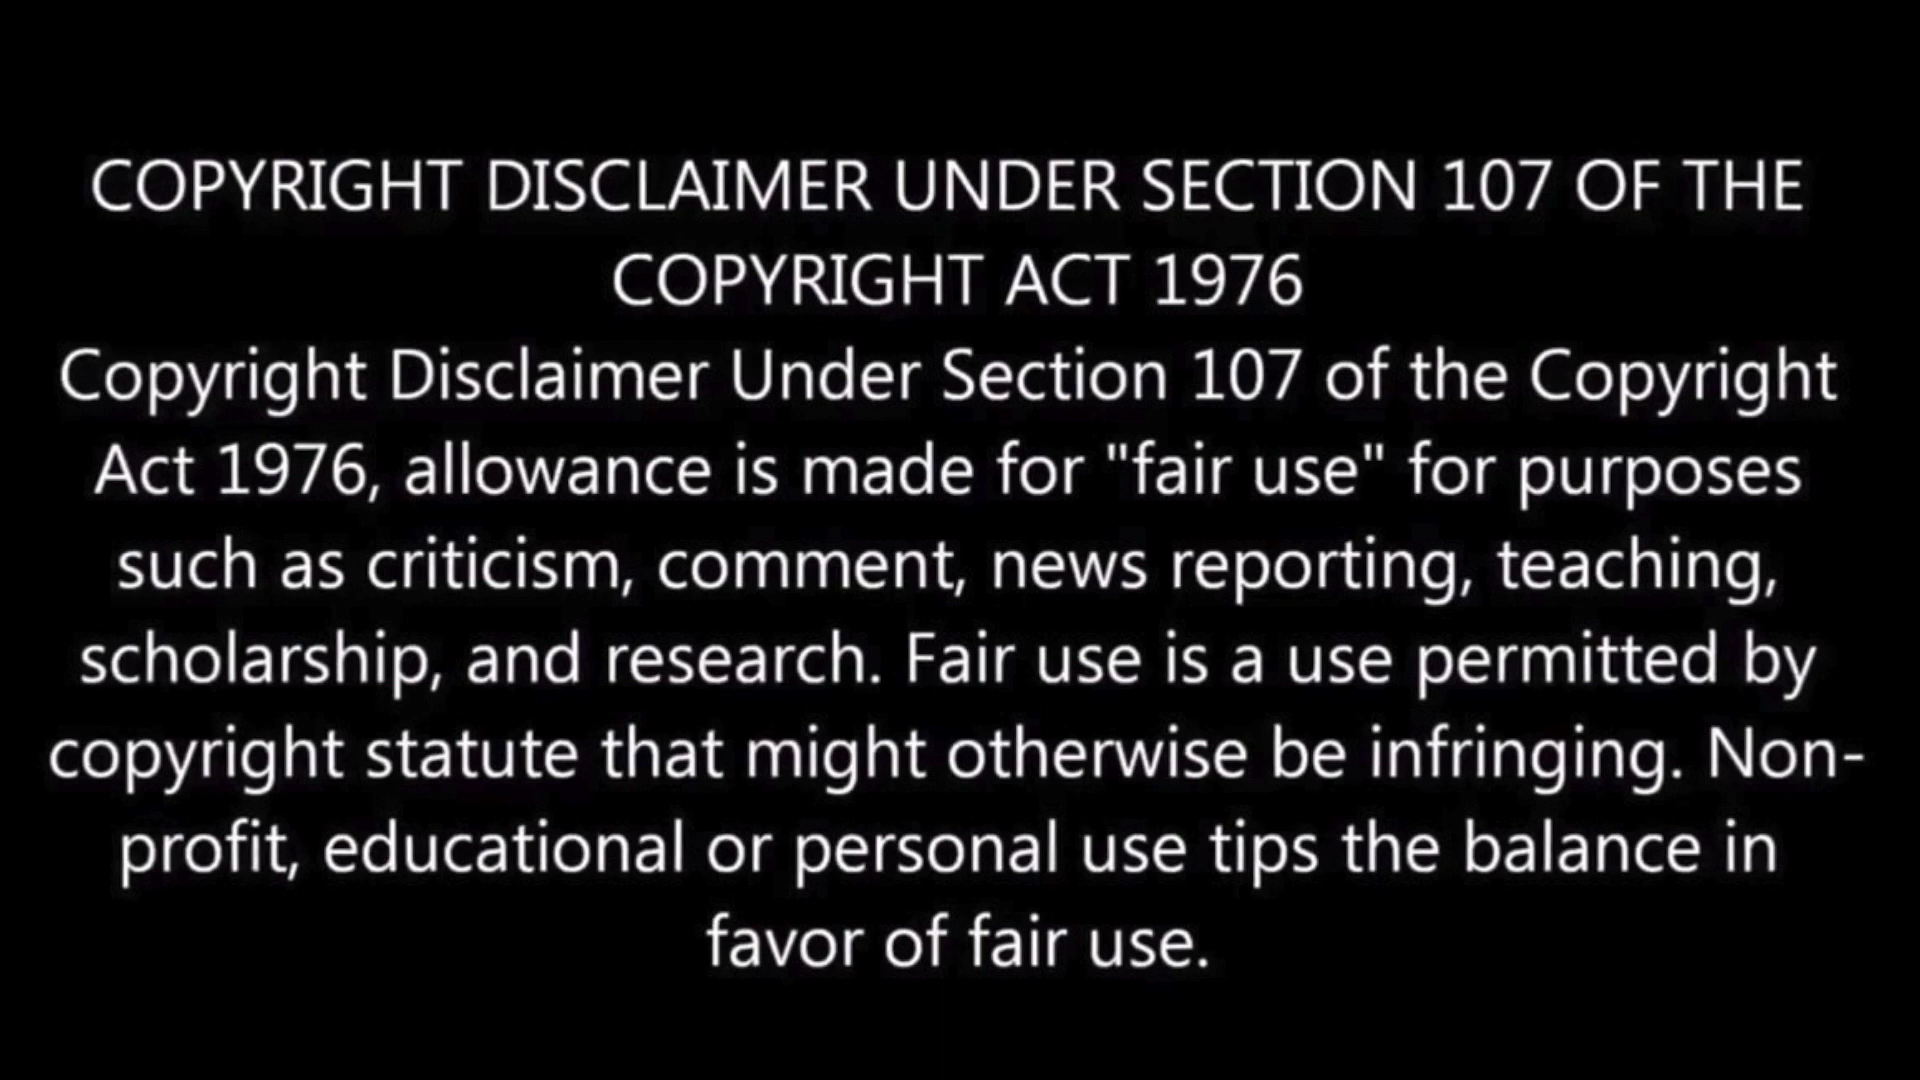 COPYRIGHT DISCLAIMER UNDER SECTION 107 OF THE
COPYRIGHT ACT 1976
Copyright Disclaimer Under Section 107 of the Copyright
Act 1976, allowance is made for "fair use" for purposes
such as criticism, comment, news reporting, teaching,
scholarship, and research. Fair use is a use permitted by
copyright statute that might otherwise be infringing. Non-
profit, educational or personal use tips the balance in
favor of fair use.